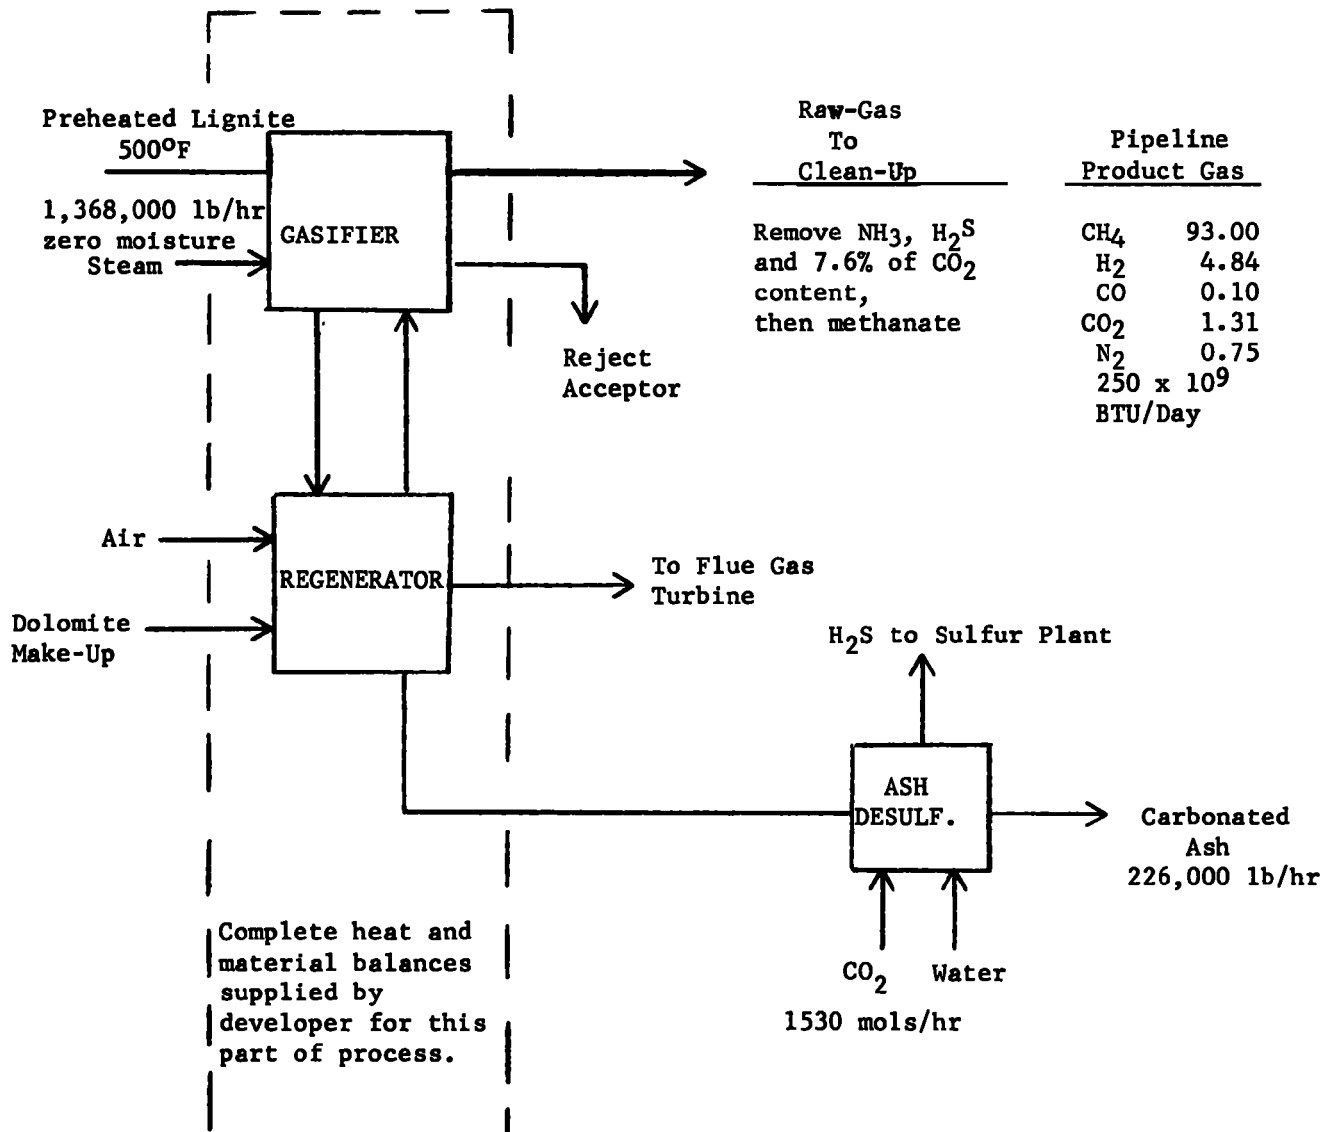 Preheated Lignite
500°F
1,368,000 lb/hr
zero moisture
Steam
GASIFIER
Raw-Gas
To
Clean-Up
Remove NH3, H2S
and 7.6% of CO2
content,
then methanate
Pipeline
Product Gas
CH4 93.00
H2 4.84
CO 0.10
CO2 1.31
N2 0.75
250 x 10^9
BTU/Day
Reject
Acceptor
Air
REGENERATOR
To Flue Gas
Turbine
Dolomite
Make-Up
H2S to Sulfur Plant
ASH
DESULF.
Carbonated
Ash
226,000 lb/hr
CO2 Water
1530 mols/hr
Complete heat and
material balances
supplied by
developer for this
part of process.